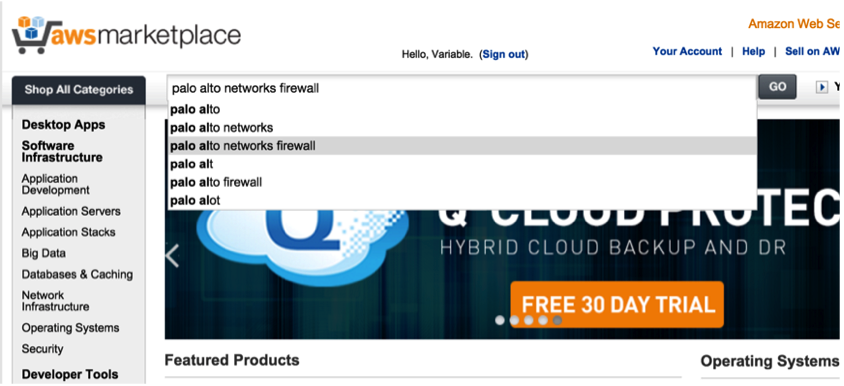 awsmarketplace
Amazon Web Se
Hello, Variable. (Sign out)
Your Account | Help | Sell on AW
Shop All Categories
palo alto networks firewall
GO
palo alto
palo alto networks
palo alto networks firewall
palo alt
palo alto firewall
palo alot
Desktop Apps
Software
Infrastructure
Application
Development
Application Servers
Application Stacks
Big Data
Databases & Caching
Network
Infrastructure
Operating Systems
Security
Developer Tools
Q CLOUD PROTEC
HYBRID CLOUD BACKUP AND DR
FREE 30 DAY TRIAL
Featured Products
Operating Systems